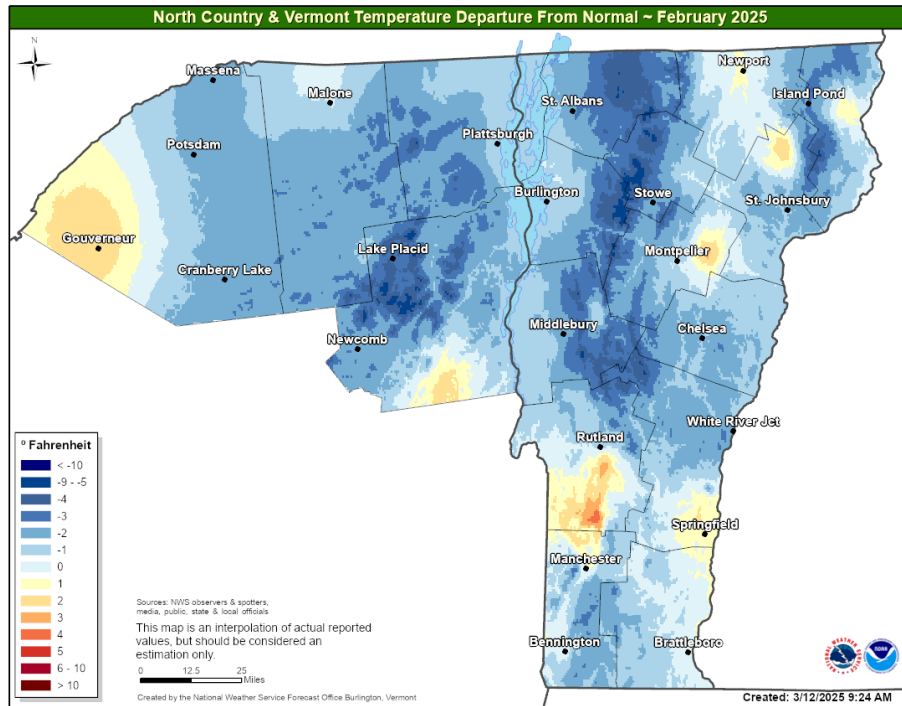 North Country & Vermont Temperature Departure From Normal ~ February 2025
N
Massena
Malone
Newport
Island Pond
St. Albans
Plattsburgh
Potsdam
Burlington
Stowe
St. Johnsbury
Gouverneur
Lake Placid
Montpelier
Cranberry Lake
Middlebury
Chelsea
Newcomb
White River Jct
Rutland
Springfield
Manchester
Bennington
Brattleboro
º Fahrenheit
< -10
-9 - -5
-4
-3
-2
-1
0
1
2
3
4
5
6 - 10
> 10
Sources: NWS observers & spotters,
media, public, state & local officials
This map is an interpolation of actual reported
values, but should be considered an
estimation only.
0 12.5 25
Miles
Created by the National Weather Service Forecast Office Burlington, Vermont
NOAA
Created: 3/12/2025 9:24 AM